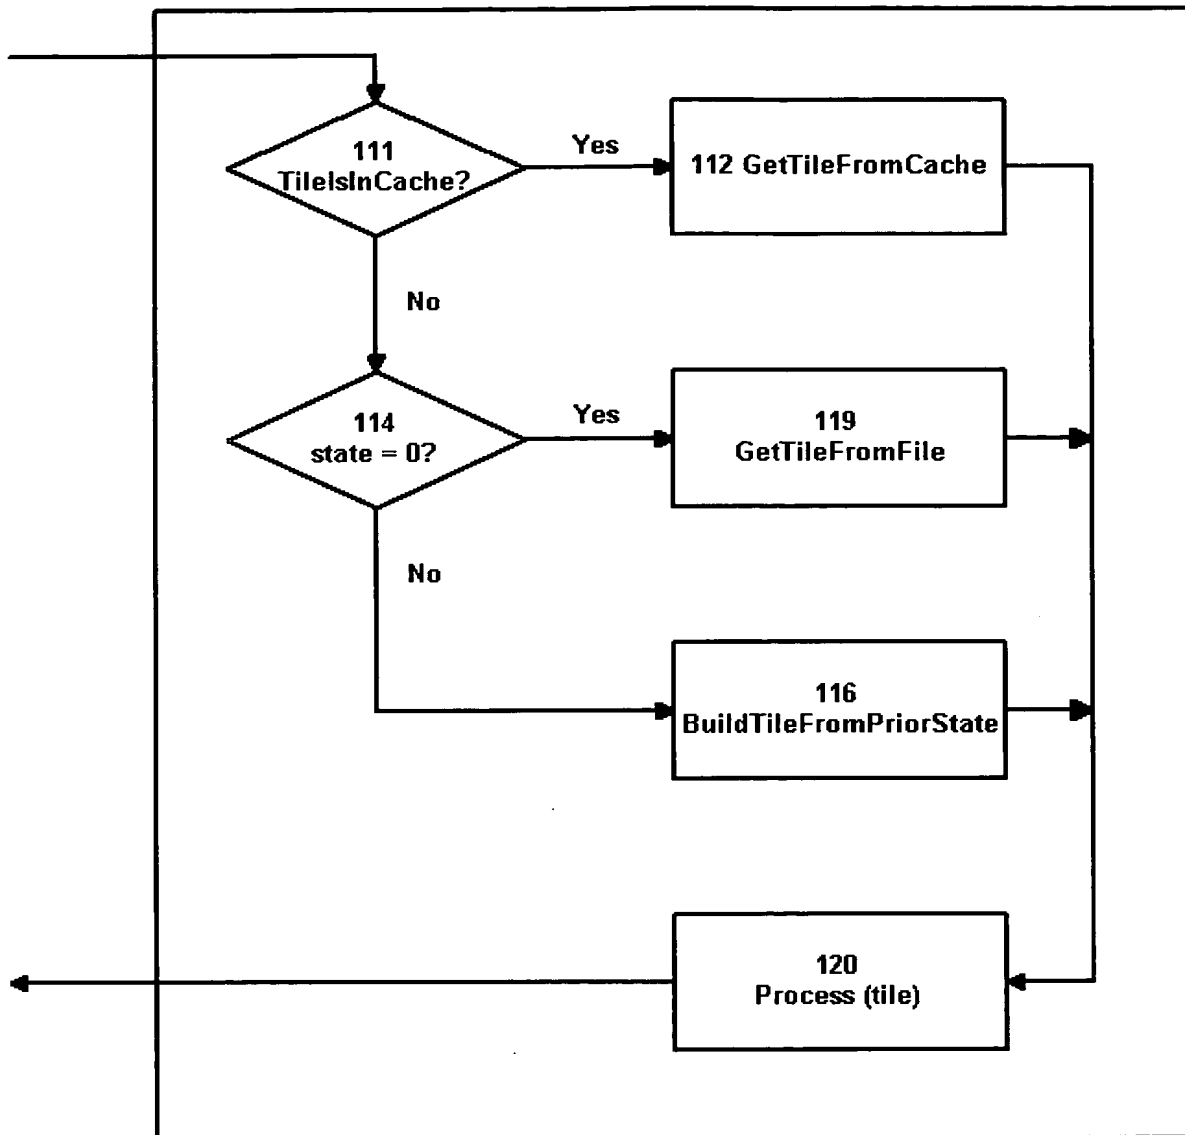 111
TileIsInCache?
Yes
112 GetTileFromCache
No
114
state = 0?
Yes
119
GetTileFromFile
No
116
BuildTileFromPriorState
120
Process (tile)